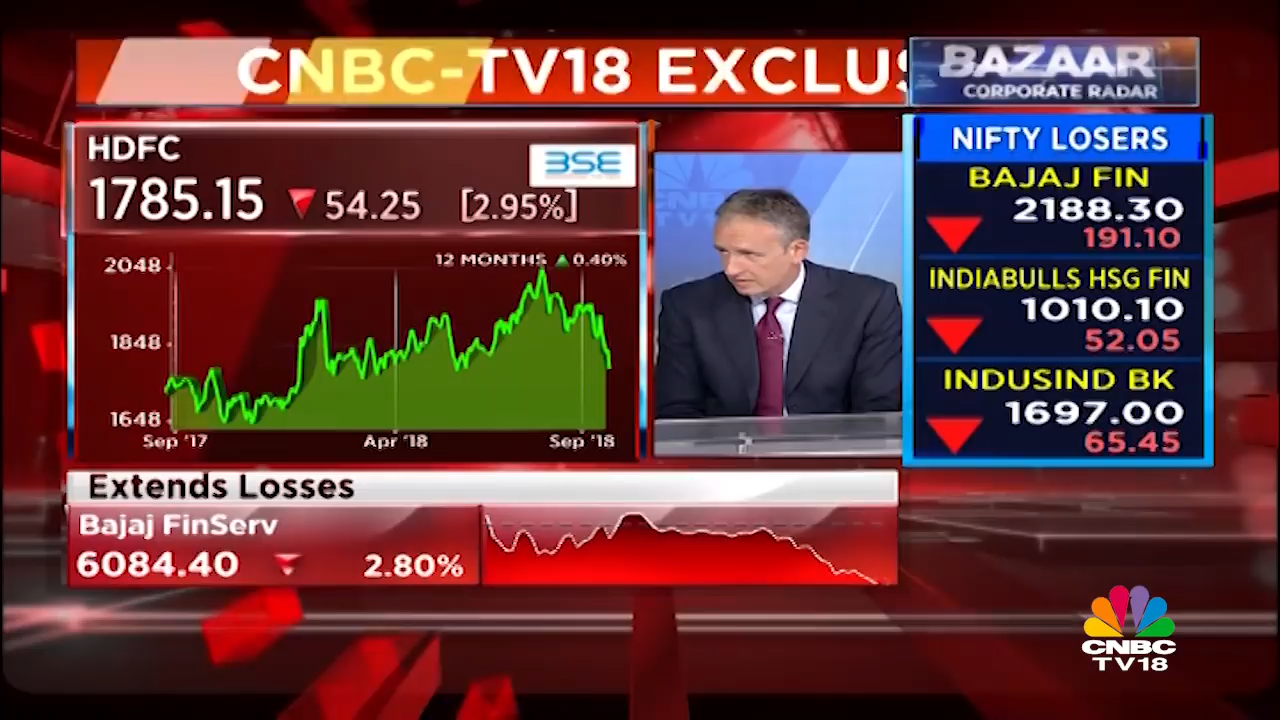 CNBC-TV18 EXCLUS
BAZAAR
CORPORATE RADAR
HDFC
BSE
1785.15 ▼ 54.25 [2.95%]
12 MONTHS ▲ 0.40%
2048
1848
1648
Sep '17 Apr '18 Sep '18
CNBC
TV18
NIFTY LOSERS
BAJAJ FIN
2188.30
191.10
INDIABULLS HSG FIN
1010.10
52.05
INDUSIND BK
1697.00
65.45
Extends Losses
Bajaj FinServ
6084.40 ▼ 2.80%
CNBC
TV18